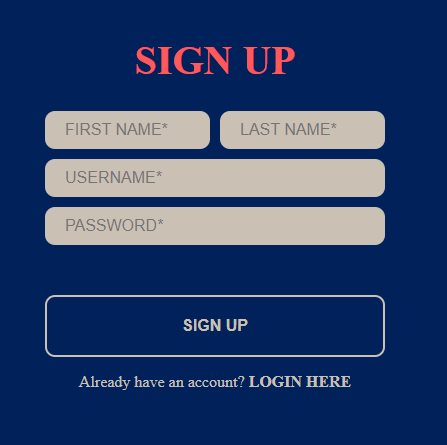 SIGN UP
FIRST NAME* LAST NAME*
USERNAME*
PASSWORD*
SIGN UP
Already have an account? LOGIN HERE